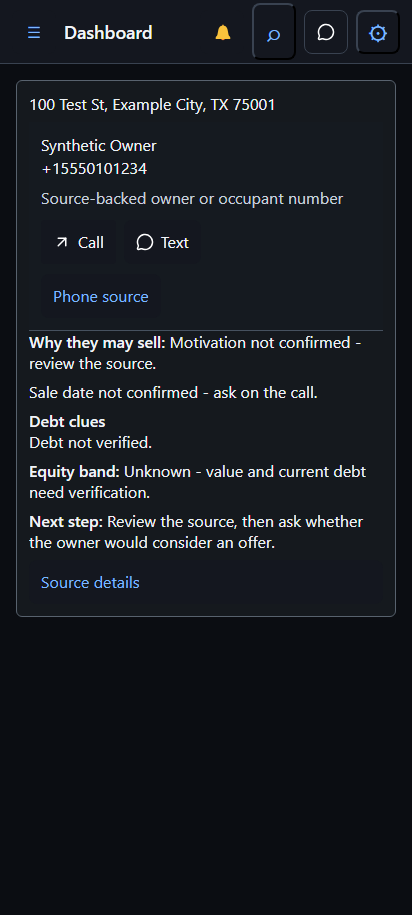 Dashboard
100 Test St, Example City, TX 75001
Synthetic Owner
+15550101234
Source-backed owner or occupant number
Call
Text
Phone source
Why they may sell: Motivation not confirmed -
review the source.
Sale date not confirmed - ask on the call.
Debt clues
Debt not verified.
Equity band: Unknown - value and current debt
need verification.
Next step: Review the source, then ask whether
the owner would consider an offer.
Source details